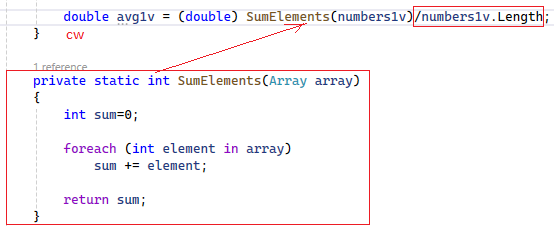 double avg1v = (double) SumElements(numbers1v)/numbers1v.Length;
} cw
1 reference
private static int SumElements(Array array)
{
int sum=0;
foreach (int element in array)
sum += element;
return sum;
}